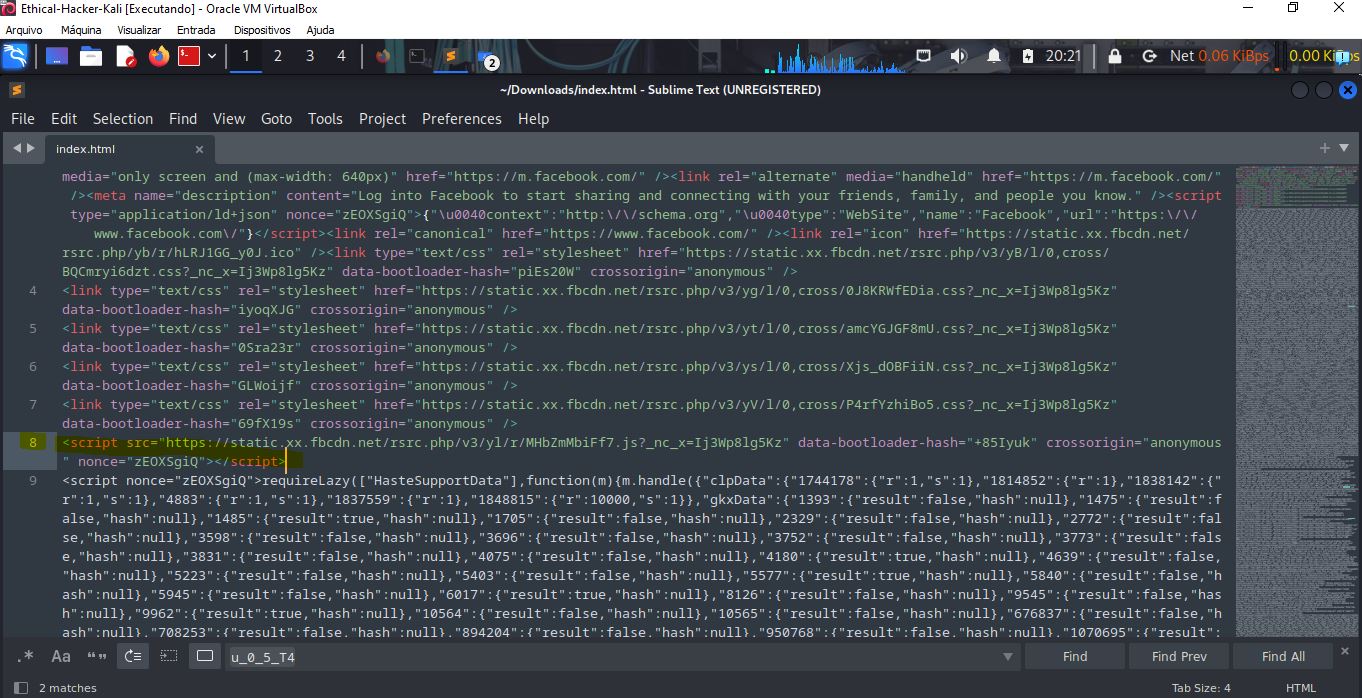 Ethical-Hacker-Kali [Executando] - Oracle VM VirtualBox
Arquivo Máquina Visualizar Entrada Dispositivos Ajuda
1 2 3 4 2 20:21 Net 0.06 KiBps 0.00 KiBps
~/Downloads/index.html - Sublime Text (UNREGISTERED)
File Edit Selection Find View Goto Tools Project Preferences Help
index.html
media="only screen and (max-width: 640px)" href="https://m.facebook.com/" /><link rel="alternate" media="handheld" href="https://m.facebook.com/"
/><meta name="description" content="Log into Facebook to start sharing and connecting with your friends, family, and people you know." /><script
type="application/ld+json" nonce="zEOXSgiQ">{"\u0040context":"http:\/\/schema.org","\u0040type":"WebSite","name":"Facebook","url":"https:\/\/
www.facebook.com\/"}</script><link rel="canonical" href="https://www.facebook.com/" /><link rel="icon" href="https://static.xx.fbcdn.net/
rsrc.php/yb/r/hLRJ1GG_y0J.ico" /><link type="text/css" rel="stylesheet" href="https://static.xx.fbcdn.net/rsrc.php/v3/yB/l/0,cross/
BQCmryi6dzt.css?_nc_x=Ij3Wp8lg5Kz" data-bootloader-hash="piEs20W" crossorigin="anonymous" />
4 <link type="text/css" rel="stylesheet" href="https://static.xx.fbcdn.net/rsrc.php/v3/yg/l/0,cross/0J8KRWfEDia.css?_nc_x=Ij3Wp8lg5Kz"
data-bootloader-hash="iyoqXJG" crossorigin="anonymous" />
5 <link type="text/css" rel="stylesheet" href="https://static.xx.fbcdn.net/rsrc.php/v3/yt/l/0,cross/amcYGJGF8mU.css?_nc_x=Ij3Wp8lg5Kz"
data-bootloader-hash="0Sra23r" crossorigin="anonymous" />
6 <link type="text/css" rel="stylesheet" href="https://static.xx.fbcdn.net/rsrc.php/v3/ys/l/0,cross/Xjs_dOBFiiN.css?_nc_x=Ij3Wp8lg5Kz"
data-bootloader-hash="GLWoijf" crossorigin="anonymous" />
7 <link type="text/css" rel="stylesheet" href="https://static.xx.fbcdn.net/rsrc.php/v3/yV/l/0,cross/P4rfYzhiBo5.css?_nc_x=Ij3Wp8lg5Kz"
data-bootloader-hash="69fX19s" crossorigin="anonymous" />
8 <script src="https://static.xx.fbcdn.net/rsrc.php/v3/yl/r/MHbZmMbiFf7.js?_nc_x=Ij3Wp8lg5Kz" data-bootloader-hash="+85Iyuk" crossorigin="anonymous
" nonce="zEOXSgiQ"></script>
9 <script nonce="zEOXSgiQ">requireLazy(["HasteSupportData"],function(m){m.handle({"clpData":{"1744178":{"r":1,"s":1},"1814852":{"r":1},"1838142":{"
r":1,"s":1},"4883":{"r":1,"s":1},"1837559":{"r":1},"1848815":{"r":10000,"s":1}},"gkxData":{"1393":{"result":false,"hash":null},"1475":{"result":f
alse,"hash":null},"1485":{"result":true,"hash":null},"1705":{"result":false,"hash":null},"2329":{"result":false,"hash":null},"2772":{"result":fal
se,"hash":null},"3598":{"result":false,"hash":null},"3696":{"result":false,"hash":null},"3752":{"result":false,"hash":null},"3773":{"result":fals
e,"hash":null},"3831":{"result":false,"hash":null},"4075":{"result":false,"hash":null},"4180":{"result":true,"hash":null},"4639":{"result":false,
"hash":null},"5223":{"result":false,"hash":null},"5403":{"result":false,"hash":null},"5577":{"result":true,"hash":null},"5840":{"result":false,"h
ash":null},"5945":{"result":false,"hash":null},"6017":{"result":true,"hash":null},"8126":{"result":false,"hash":null},"9545":{"result":false,"has
h":null},"9962":{"result":true,"hash":null},"10564":{"result":false,"hash":null},"10565":{"result":false,"hash":null},"676837":{"result":false,"h
ash":null},"708253":{"result":false,"hash":null},"894204":{"result":false,"hash":null},"950768":{"result":false,"hash":null},"1070695":{"result":
.* Aa “ ” u_0_5_T4 Find Find Prev Find All
2 matches Tab Size: 4 HTML